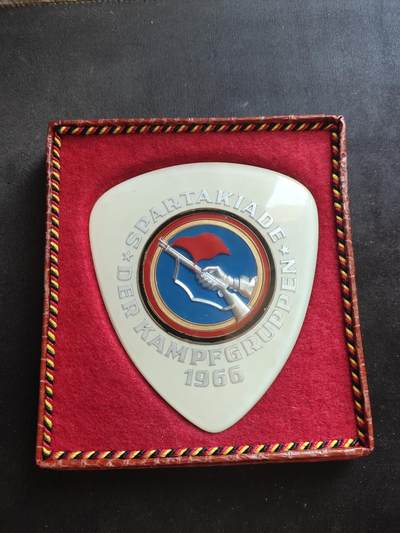 ★ SPARTAKIADE ★
DER KAMPFGRUPPEN
1966